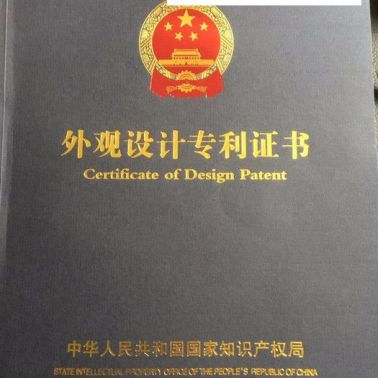 外观设计专利证书
Certificate of Design Patent
中华人民共和国国家知识产权局
STATE INTELLECTUAL PROPERTY OFFICE OF THE PEOPLE'S REPUBLIC OF CHINA